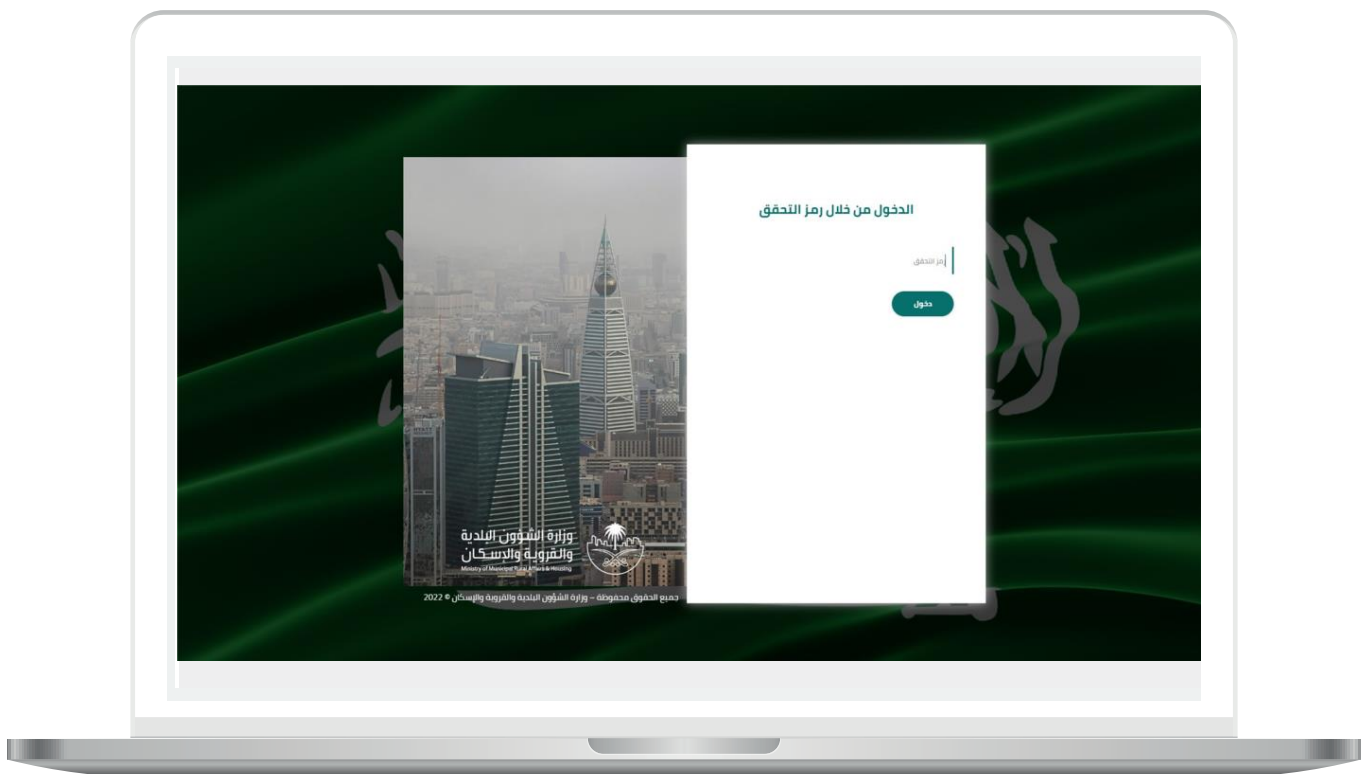 الدخول من خلال رمز التحقق
رمز التحقق
دخول
وزارة الشؤون البلدية
والقروية والإسكان
Ministry of Municipal Rural Affairs & Housing
جميع الحقوق محفوظة – وزارة الشؤون البلدية والقروية والإسكان © 2022
HYATT